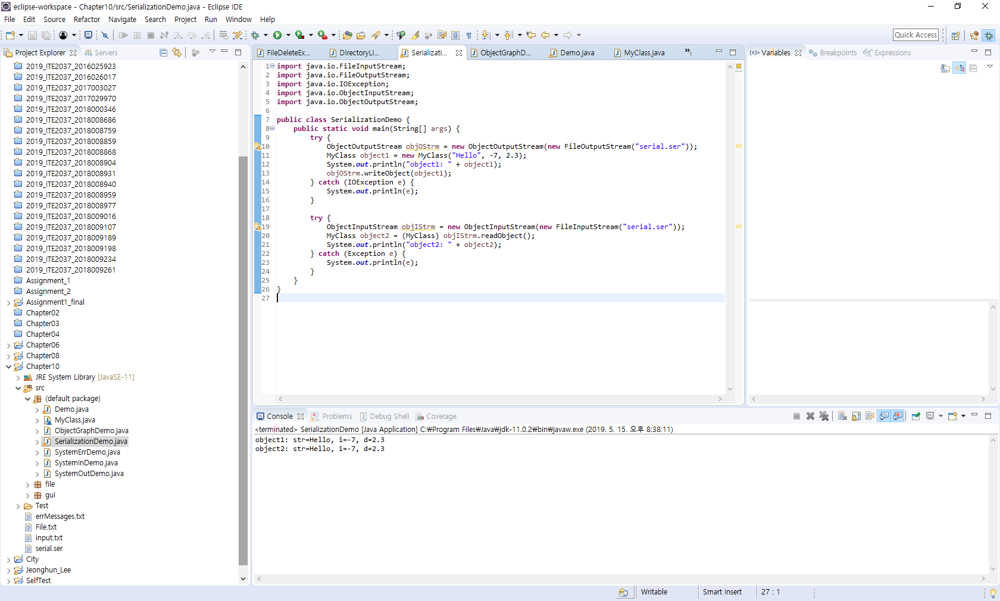 eclipse-workspace - Chapter10/src/SerializationDemo.java - Eclipse IDE
File Edit Source Refactor Navigate Search Project Run Window Help
Quick Access
Project Explorer Servers
2019_ITE2037_2016025923
2019_ITE2037_2016026017
2019_ITE2037_2017003027
2019_ITE2037_2017029970
2019_ITE2037_2018000346
2019_ITE2037_2018008686
2019_ITE2037_2018008759
2019_ITE2037_2018008859
2019_ITE2037_2018008868
2019_ITE2037_2018008904
2019_ITE2037_2018008931
2019_ITE2037_2018008940
2019_ITE2037_2018008959
2019_ITE2037_2018008977
2019_ITE2037_2018009016
2019_ITE2037_2018009107
2019_ITE2037_2018009189
2019_ITE2037_2018009198
2019_ITE2037_2018009234
2019_ITE2037_2018009261
Assignment_1
Assignment_2
Assignment1_final
Chapter02
Chapter03
Chapter04
Chapter06
Chapter08
Chapter10
JRE System Library [JavaSE-11]
src
(default package)
Demo.java
MyClass.java
ObjectGraphDemo.java
SerializationDemo.java
SystemErrDemo.java
SystemInDemo.java
SystemOutDemo.java
file
gui
Test
errMessages.txt
File.txt
input.txt
serial.ser
City
Jeonghun_Lee
SelfTest
FileDeleteEx... DirectoryLi... Serializati... ObjectGraphD... Demo.java MyClass.java »1
1 import java.io.FileInputStream;
2 import java.io.FileOutputStream;
3 import java.io.IOException;
4 import java.io.ObjectInputStream;
5 import java.io.ObjectOutputStream;
6
7 public class SerializationDemo {
8 public static void main(String[] args) {
9 try {
10 ObjectOutputStream objOStrm = new ObjectOutputStream(new FileOutputStream("serial.ser"));
11 MyClass object1 = new MyClass("Hello", -7, 2.3);
12 System.out.println("object1: " + object1);
13 objOStrm.writeObject(object1);
14 } catch (IOException e) {
15 System.out.println(e);
16 }
17
18 try {
19 ObjectInputStream objIStrm = new ObjectInputStream(new FileInputStream("serial.ser"));
20 MyClass object2 = (MyClass) objIStrm.readObject();
21 System.out.println("object2: " + object2);
22 } catch (Exception e) {
23 System.out.println(e);
24 }
25 }
26 }
27
(x)= Variables Breakpoints Expressions
Console Problems Debug Shell Coverage
<terminated> SerializationDemo [Java Application] C:₩Program Files₩Java₩jdk-11.0.2₩bin₩javaw.exe (2019. 5. 15. 오후 8:38:11)
object1: str=Hello, i=-7, d=2.3
object2: str=Hello, i=-7, d=2.3
Writable Smart Insert 27 : 1